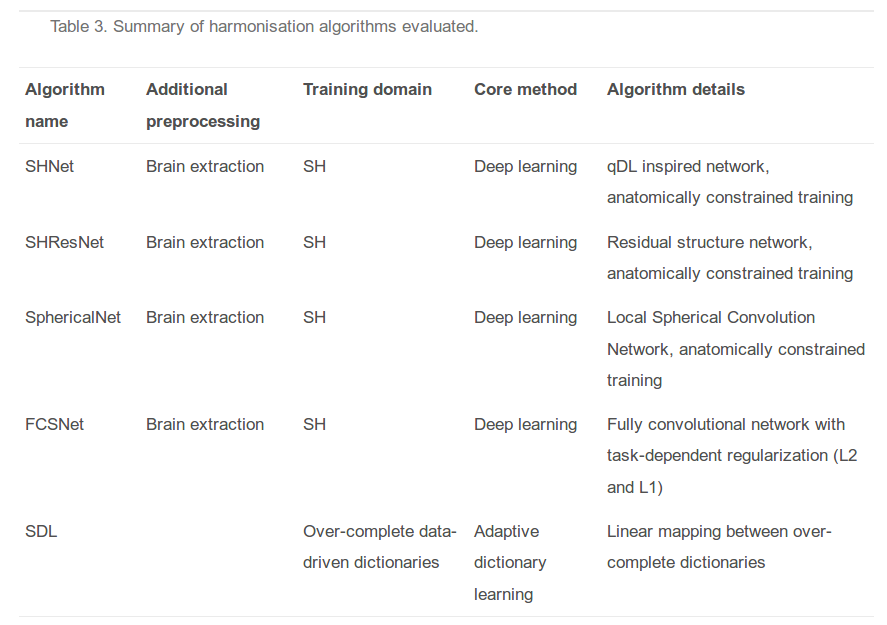 Table 3. Summary of harmonisation algorithms evaluated.
Algorithm name Additional preprocessing Training domain Core method Algorithm details
SHNet Brain extraction SH Deep learning qDL inspired network,
anatomically constrained training
SHResNet Brain extraction SH Deep learning Residual structure network,
anatomically constrained training
SphericalNet Brain extraction SH Deep learning Local Spherical Convolution
Network, anatomically constrained
training
FCSNet Brain extraction SH Deep learning Fully convolutional network with
task-dependent regularization (L2
and L1)
SDL Over-complete data-driven dictionaries Adaptive dictionary learning Linear mapping between over-
complete dictionaries